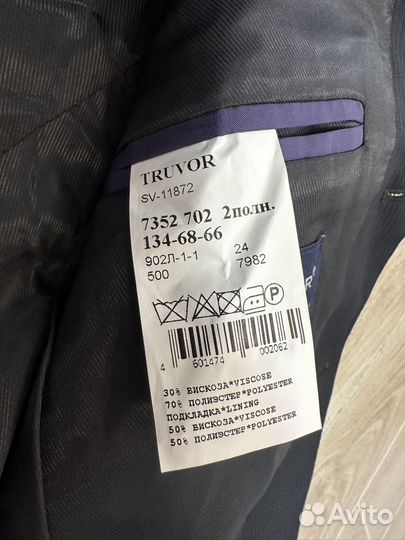 TRUVOR
SV-11872
7352 702 2полн.
134-68-66
902Л-1-1 24
500 7982
P
4 601474 002062
30% ВИСКОЗА*VISCOSE
70% ПОЛИЭСТЕР*POLYESTER
ПОДКЛАДКА*LINING
50% ВИСКОЗА*VISCOSE
50% ПОЛИЭСТЕР*POLYESTER
Avito